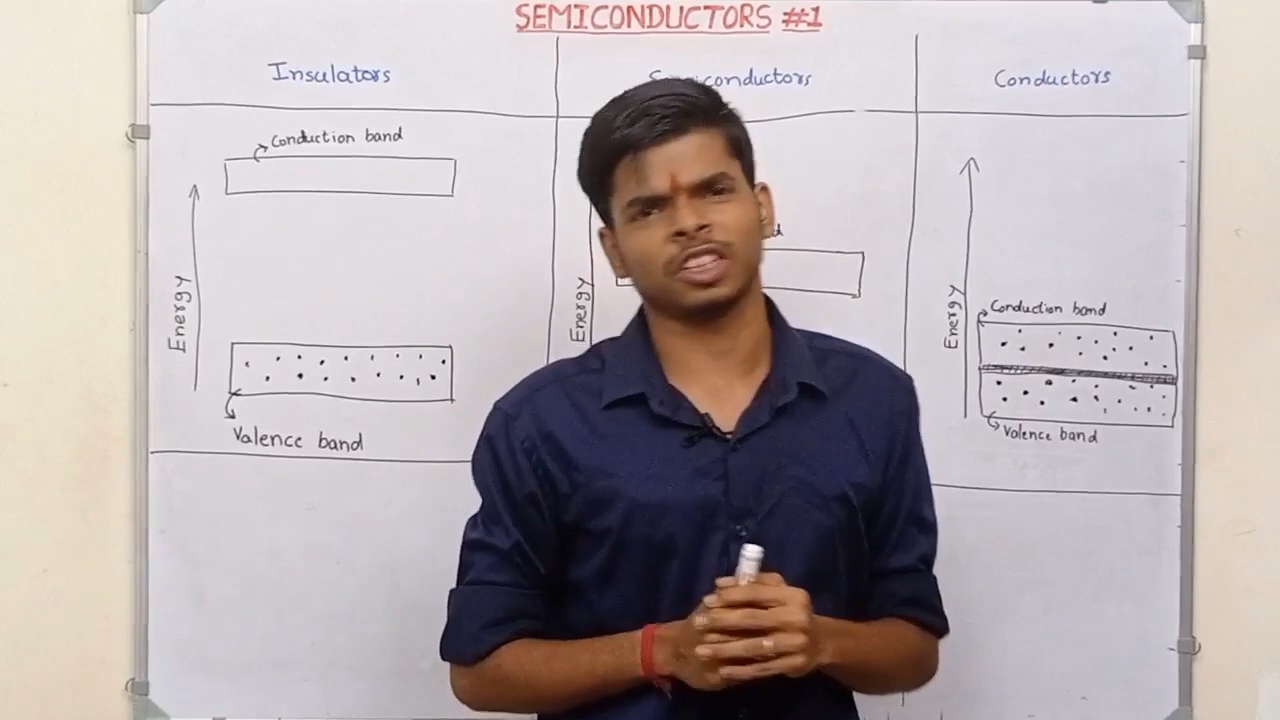 SEMICONDUCTORS #1
Insulators
Conductors
Conduction band
Energy
Valence band
Energy
Energy
Conduction band
Valence band